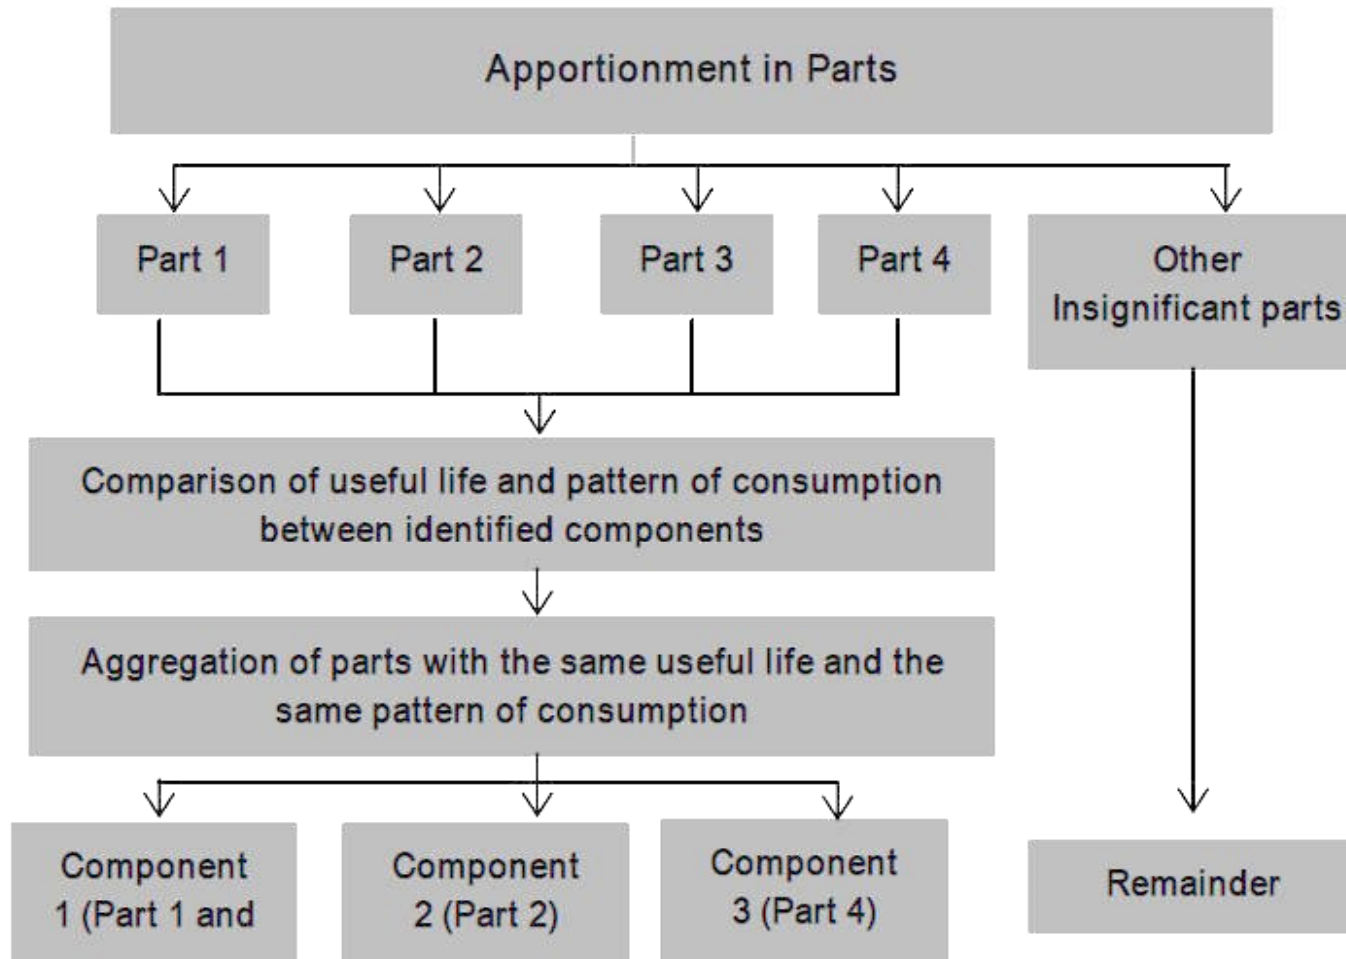 Apportionment in Parts
Part 1
Part 2
Part 3
Part 4
Other
Insignificant parts
Comparison of useful life and pattern of consumption
between identified components
Aggregation of parts with the same useful life and the
same pattern of consumption
Component
1 (Part 1 and
Component
2 (Part 2)
Component
3 (Part 4)
Remainder